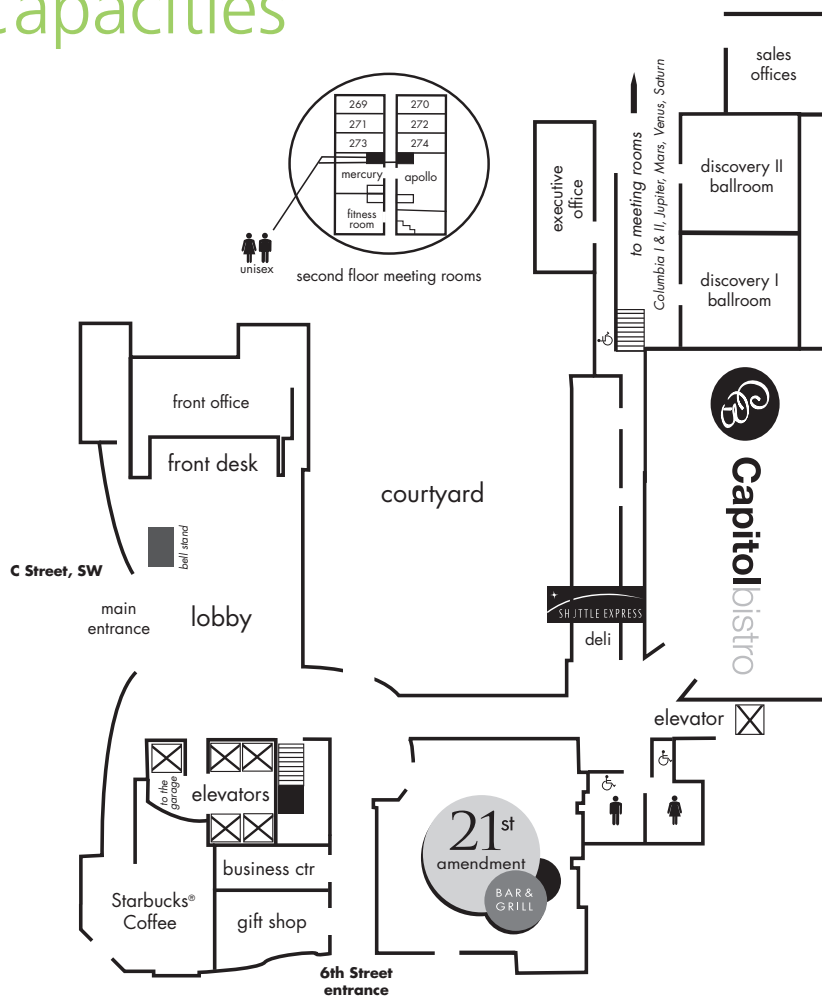 Capacities
sales
offices
to meeting rooms
Columbia I & II, Jupiter, Mars, Venus, Saturn
269
270
271
272
273
274
mercury
apollo
fitness
room
unisex
second floor meeting rooms
executive
office
discovery II
ballroom
discovery I
ballroom
front office
front desk
courtyard
CB
Capitolbistro
bell stand
C Street, SW
main
entrance
lobby
SHUTTLE EXPRESS
deli
elevator
to the
garage
elevators
business ctr
Starbucks®
Coffee
gift shop
21st
amendment
BAR &
GRILL
6th Street
entrance